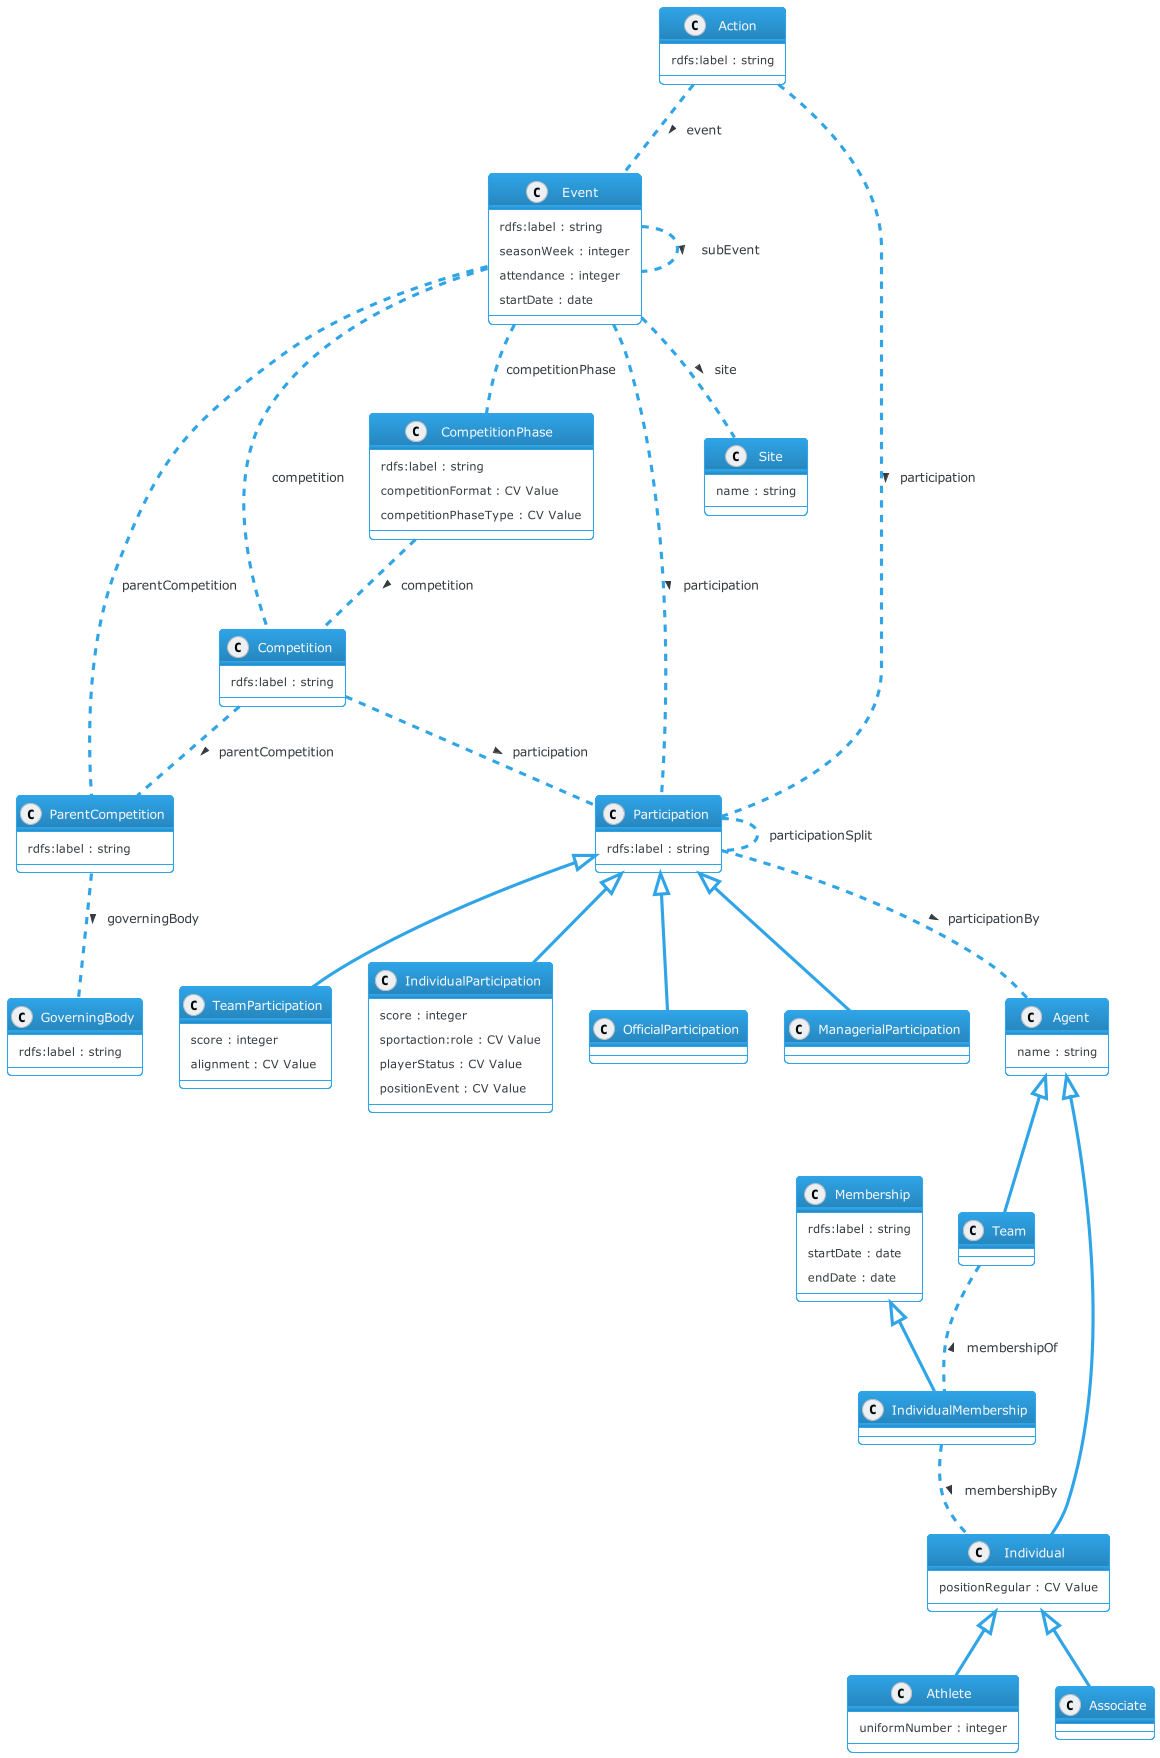 C Action
rdfs:label : string
event
C Event
rdfs:label : string
seasonWeek : integer
attendance : integer
startDate : date
subEvent
competitionPhase
site
C CompetitionPhase
rdfs:label : string
competitionFormat : CV Value
competitionPhaseType : CV Value
C Site
name : string
competition
participation
parentCompetition
competition
participation
C Competition
rdfs:label : string
parentCompetition
participation
C ParentCompetition
rdfs:label : string
C Participation
rdfs:label : string
participationSplit
governingBody
participationBy
C GoverningBody
rdfs:label : string
C TeamParticipation
score : integer
alignment : CV Value
C IndividualParticipation
score : integer
sportaction:role : CV Value
playerStatus : CV Value
positionEvent : CV Value
C OfficialParticipation
C ManagerialParticipation
C Agent
name : string
C Membership
rdfs:label : string
startDate : date
endDate : date
C Team
membershipOf
C IndividualMembership
membershipBy
C Individual
positionRegular : CV Value
C Athlete
uniformNumber : integer
C Associate